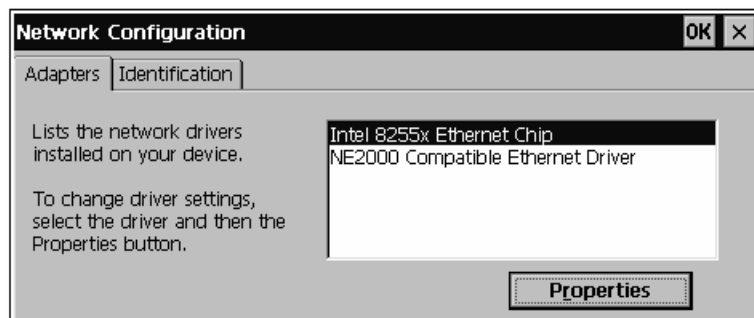 Network Configuration OK ×
Adapters Identification
Lists the network drivers
installed on your device.
To change driver settings,
select the driver and then the
Properties button.
Intel 8255x Ethernet Chip
NE2000 Compatible Ethernet Driver
Properties